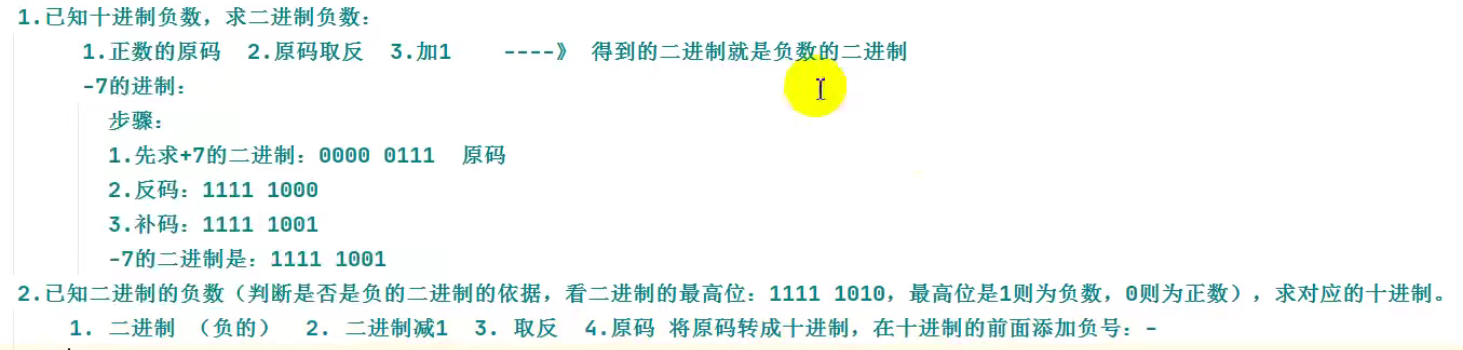 1.已知十进制负数，求二进制负数：
1.正数的原码  2.原码取反  3.加1    ----》 得到的二进制就是负数的二进制
-7的进制：
步骤：
1.先求+7的二进制：0000 0111  原码
2.反码：1111 1000
3.补码：1111 1001
-7的二进制是：1111 1001
2.已知二进制的负数（判断是否是负的二进制的依据，看二进制的最高位：1111 1010，最高位是1则为负数，0则为正数），求对应的十进制。
1. 二进制 （负的）  2. 二进制减1  3. 取反  4.原码 将原码转成十进制，在十进制的前面添加负号：-